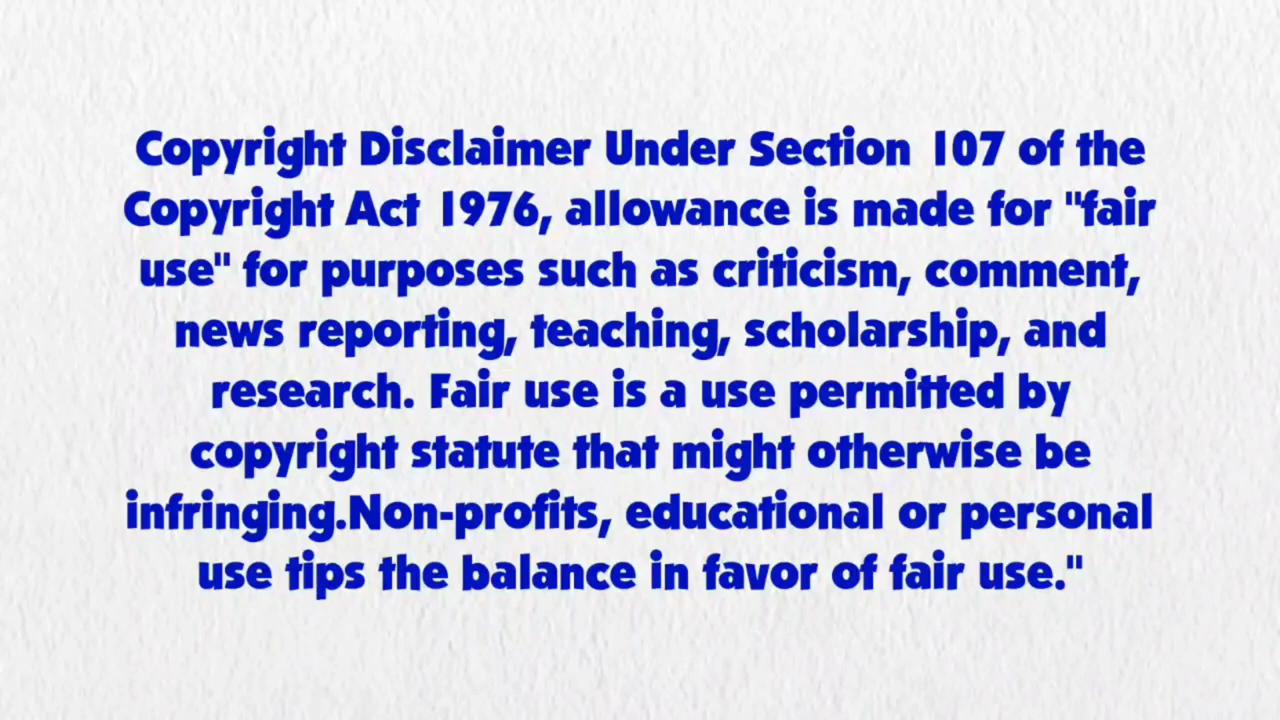 Copyright Disclaimer Under Section 107 of the
Copyright Act 1976, allowance is made for "fair
use" for purposes such as criticism, comment,
news reporting, teaching, scholarship, and
research. Fair use is a use permitted by
copyright statute that might otherwise be
infringing.Non-profits, educational or personal
use tips the balance in favor of fair use."